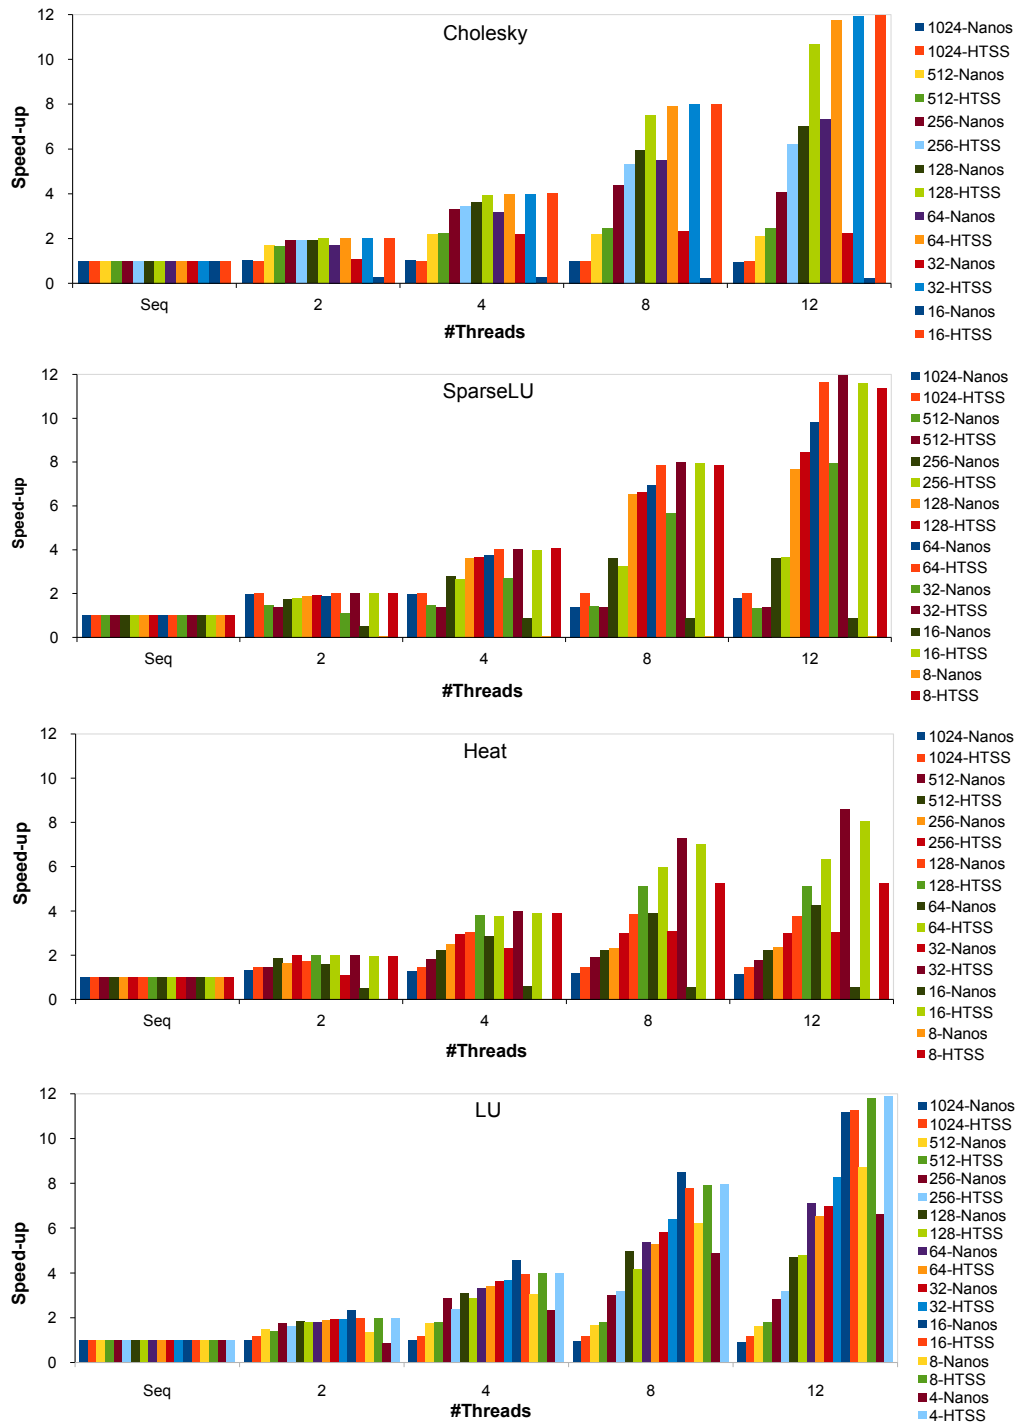 Cholesky
Speed-up
12
10
8
6
4
2
0
Seq
2
4
8
12
#Threads
1024-Nanos
1024-HTSS
512-Nanos
512-HTSS
256-Nanos
256-HTSS
128-Nanos
128-HTSS
64-Nanos
64-HTSS
32-Nanos
32-HTSS
16-Nanos
16-HTSS
SparseLU
Speed-up
12
10
8
6
4
2
0
Seq
2
4
8
12
#Threads
1024-Nanos
1024-HTSS
512-Nanos
512-HTSS
256-Nanos
256-HTSS
128-Nanos
128-HTSS
64-Nanos
64-HTSS
32-Nanos
32-HTSS
16-Nanos
16-HTSS
8-Nanos
8-HTSS
Heat
Speed-up
12
10
8
6
4
2
0
Seq
2
4
8
12
#Threads
1024-Nanos
1024-HTSS
512-Nanos
512-HTSS
256-Nanos
256-HTSS
128-Nanos
128-HTSS
64-Nanos
64-HTSS
32-Nanos
32-HTSS
16-Nanos
16-HTSS
8-Nanos
8-HTSS
LU
Speed-up
12
10
8
6
4
2
0
Seq
2
4
8
12
#Threads
1024-Nanos
1024-HTSS
512-Nanos
512-HTSS
256-Nanos
256-HTSS
128-Nanos
128-HTSS
64-Nanos
64-HTSS
32-Nanos
32-HTSS
16-Nanos
16-HTSS
8-Nanos
8-HTSS
4-Nanos
4-HTSS